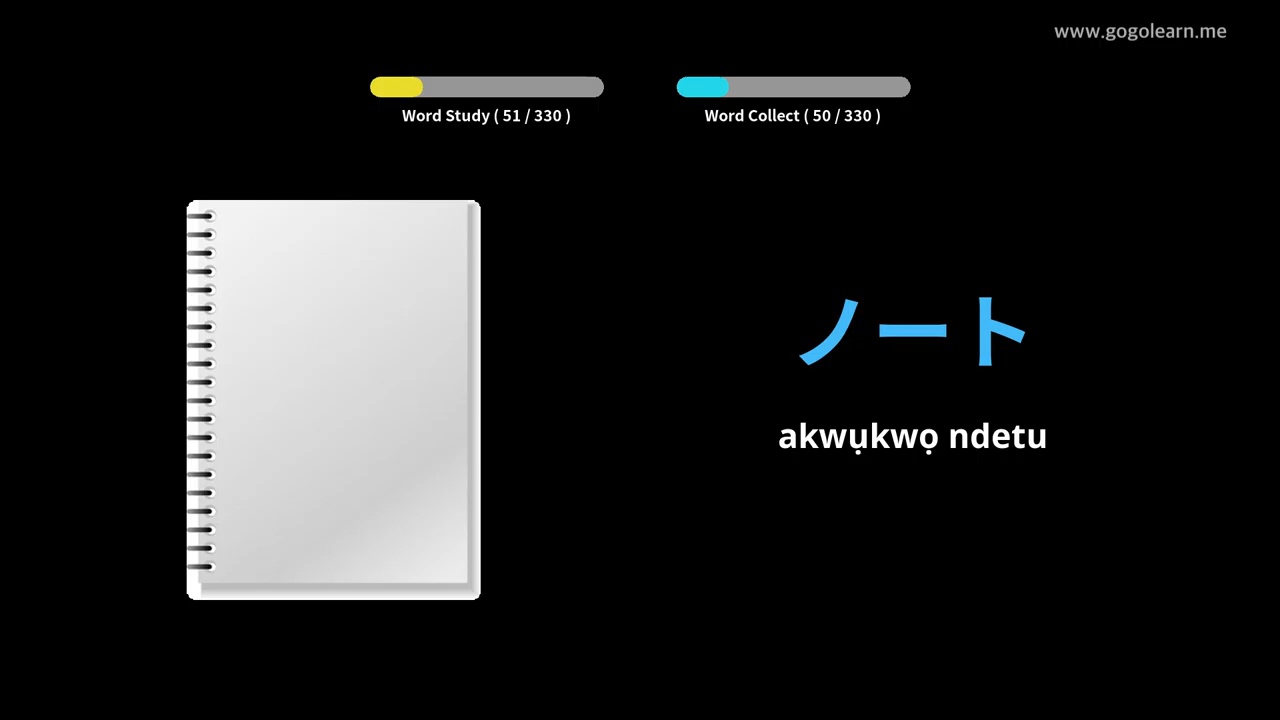 www.gogolearn.me
Word Study ( 51 / 330 )
Word Collect ( 50 / 330 )
ノート
akwụkwọ ndetu